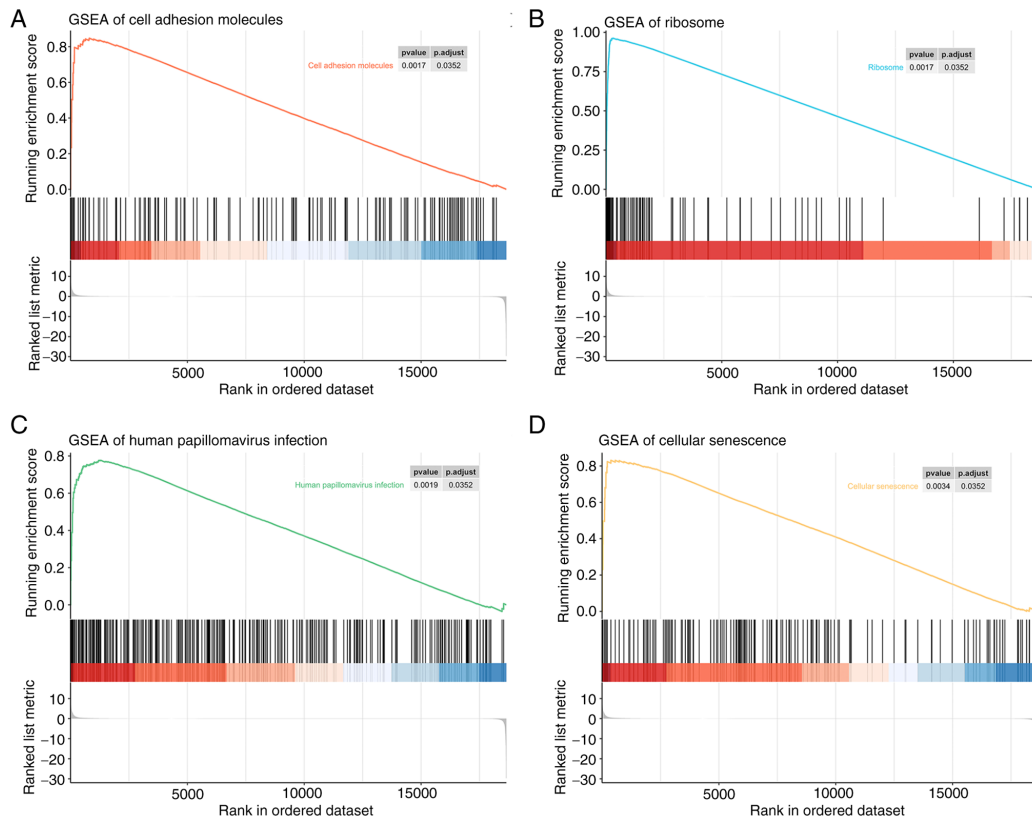 A
GSEA of cell adhesion molecules
Running enrichment score
0.8
0.6
0.4
0.2
0.0
pvalue p.adjust
Cell adhesion molecules 0.0017 0.0352
Ranked list metric
10
0
−10
−20
−30
5000 10000 15000
Rank in ordered dataset
B
GSEA of ribosome
Running enrichment score
1.00
0.75
0.50
0.25
0.00
pvalue p.adjust
Ribosome 0.0017 0.0352
Ranked list metric
10
0
−10
−20
−30
5000 10000 15000
Rank in ordered dataset
C
GSEA of human papillomavirus infection
Running enrichment score
0.8
0.6
0.4
0.2
0.0
pvalue p.adjust
Human papillomavirus infection 0.0019 0.0352
Ranked list metric
10
0
−10
−20
−30
5000 10000 15000
Rank in ordered dataset
D
GSEA of cellular senescence
Running enrichment score
0.8
0.6
0.4
0.2
0.0
pvalue p.adjust
Cellular senescence 0.0034 0.0352
Ranked list metric
10
0
−10
−20
−30
5000 10000 15000
Rank in ordered dataset